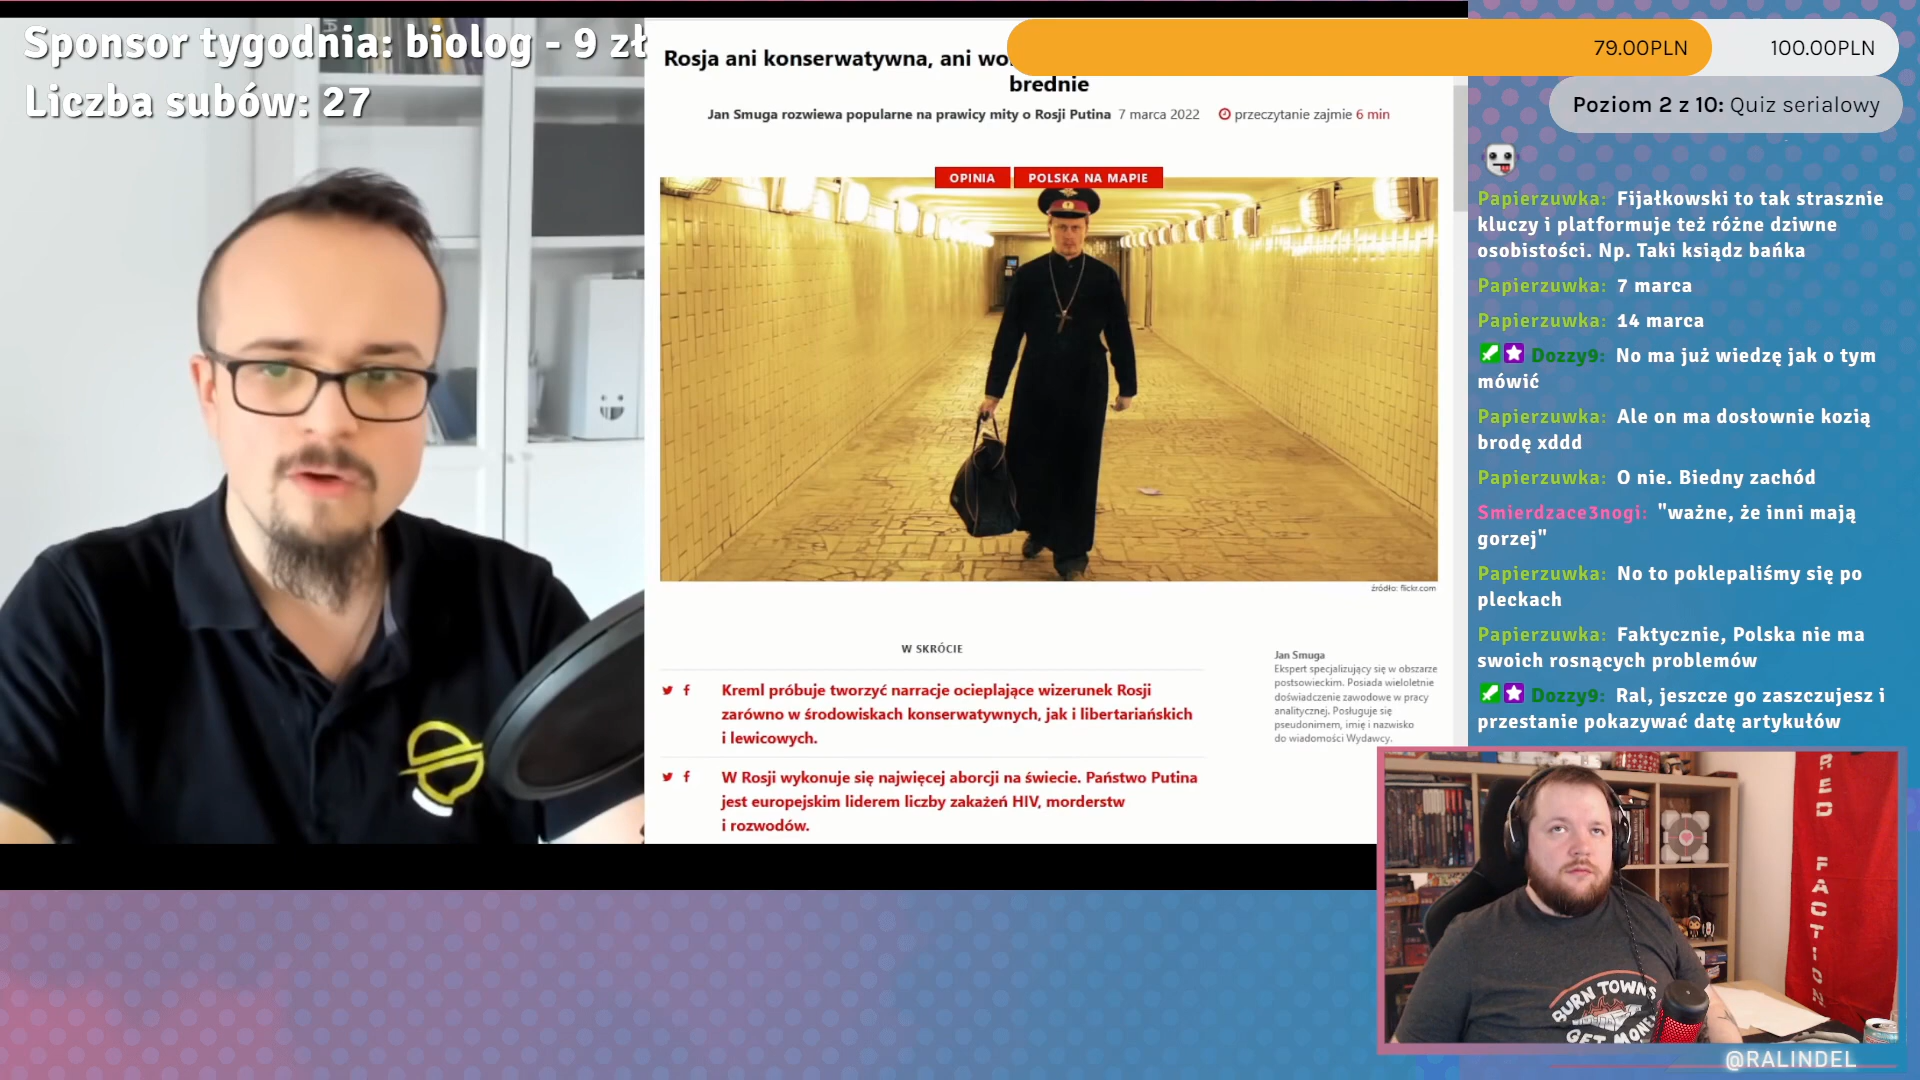 Sponsor tygodnia: biolog - 9 zł
Liczba subów: 27
Rosja ani konserwatywna, ani wo
brednie
Jan Smuga rozwiewa popularne na prawicy mity o Rosji Putina 7 marca 2022 przeczytanie zajmie 6 min
OPINIA POLSKA NA MAPIE
źródło: flickr.com
W SKRÓCIE
Kreml próbuje tworzyć narracje ocieplające wizerunek Rosji
zarówno w środowiskach konserwatywnych, jak i libertariańskich
i lewicowych.
W Rosji wykonuje się najwięcej aborcji na świecie. Państwo Putina
jest europejskim liderem liczby zakażeń HIV, morderstw
i rozwodów.
Jan Smuga
Ekspert specjalizujący się w obszarze
postsowieckim. Posiada wieloletnie
doświadczenie zawodowe w pracy
analitycznej. Posługuje się
pseudonimem, imię i nazwisko
do wiadomości Wydawcy.
79.00PLN 100.00PLN
Poziom 2 z 10: Quiz serialowy
Papierzuwka: Fijałkowski to tak strasznie
kluczy i platformuje też różne dziwne
osobistości. Np. Taki ksiądz bańka
Papierzuwka: 7 marca
Papierzuwka: 14 marca
Dozzy9: No ma już wiedzę jak o tym
mówić
Papierzuwka: Ale on ma dosłownie kozią
brodę xddd
Papierzuwka: O nie. Biedny zachód
Smierdzace3nogi: "ważne, że inni mają
gorzej"
Papierzuwka: No to poklepaliśmy się po
pleckach
Papierzuwka: Faktycznie, Polska nie ma
swoich rosnących problemów
Dozzy9: Ral, jeszcze go zaszczujesz i
przestanie pokazywać datę artykułów
RED FACTION
BURN TOWNS
GET MONEY
@RALINDEL